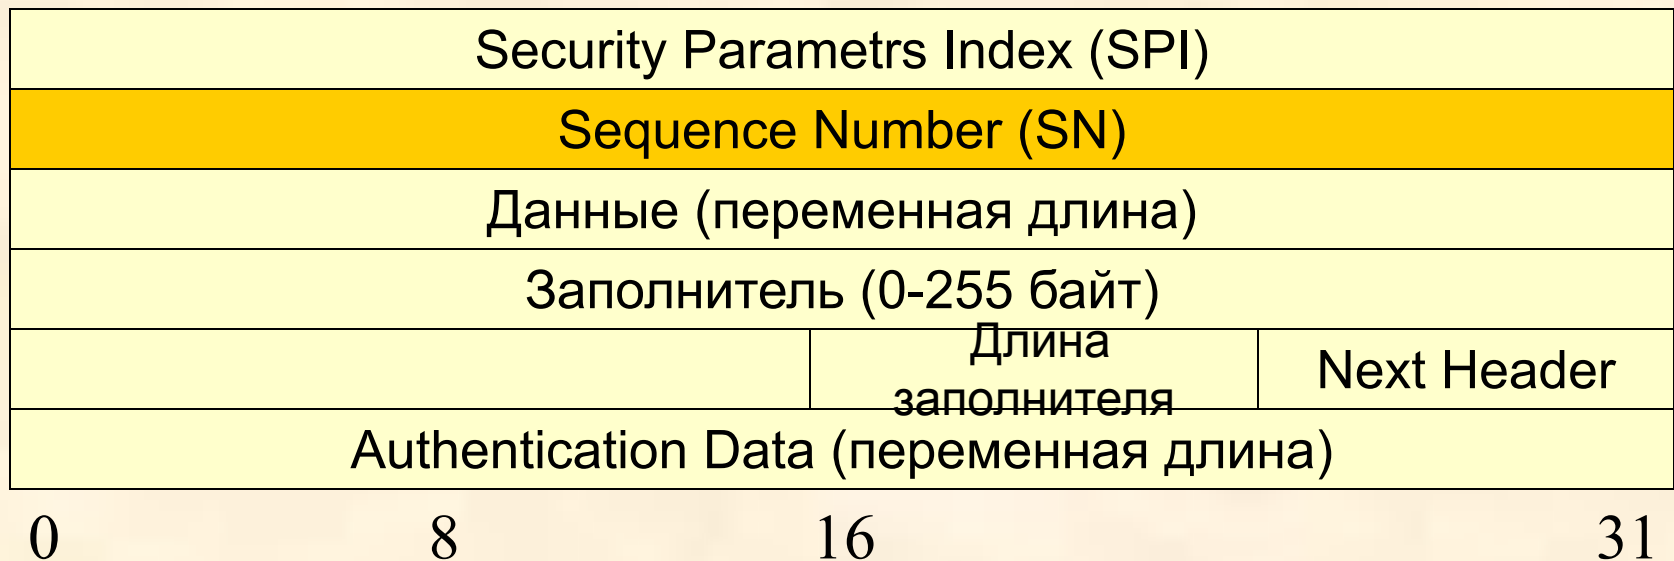 Security Parametrs Index (SPI)
Sequence Number (SN)
Данные (переменная длина)
Заполнитель (0-255 байт)
Длина
заполнителя
Next Header
Authentication Data (переменная длина)
0 8 16 31